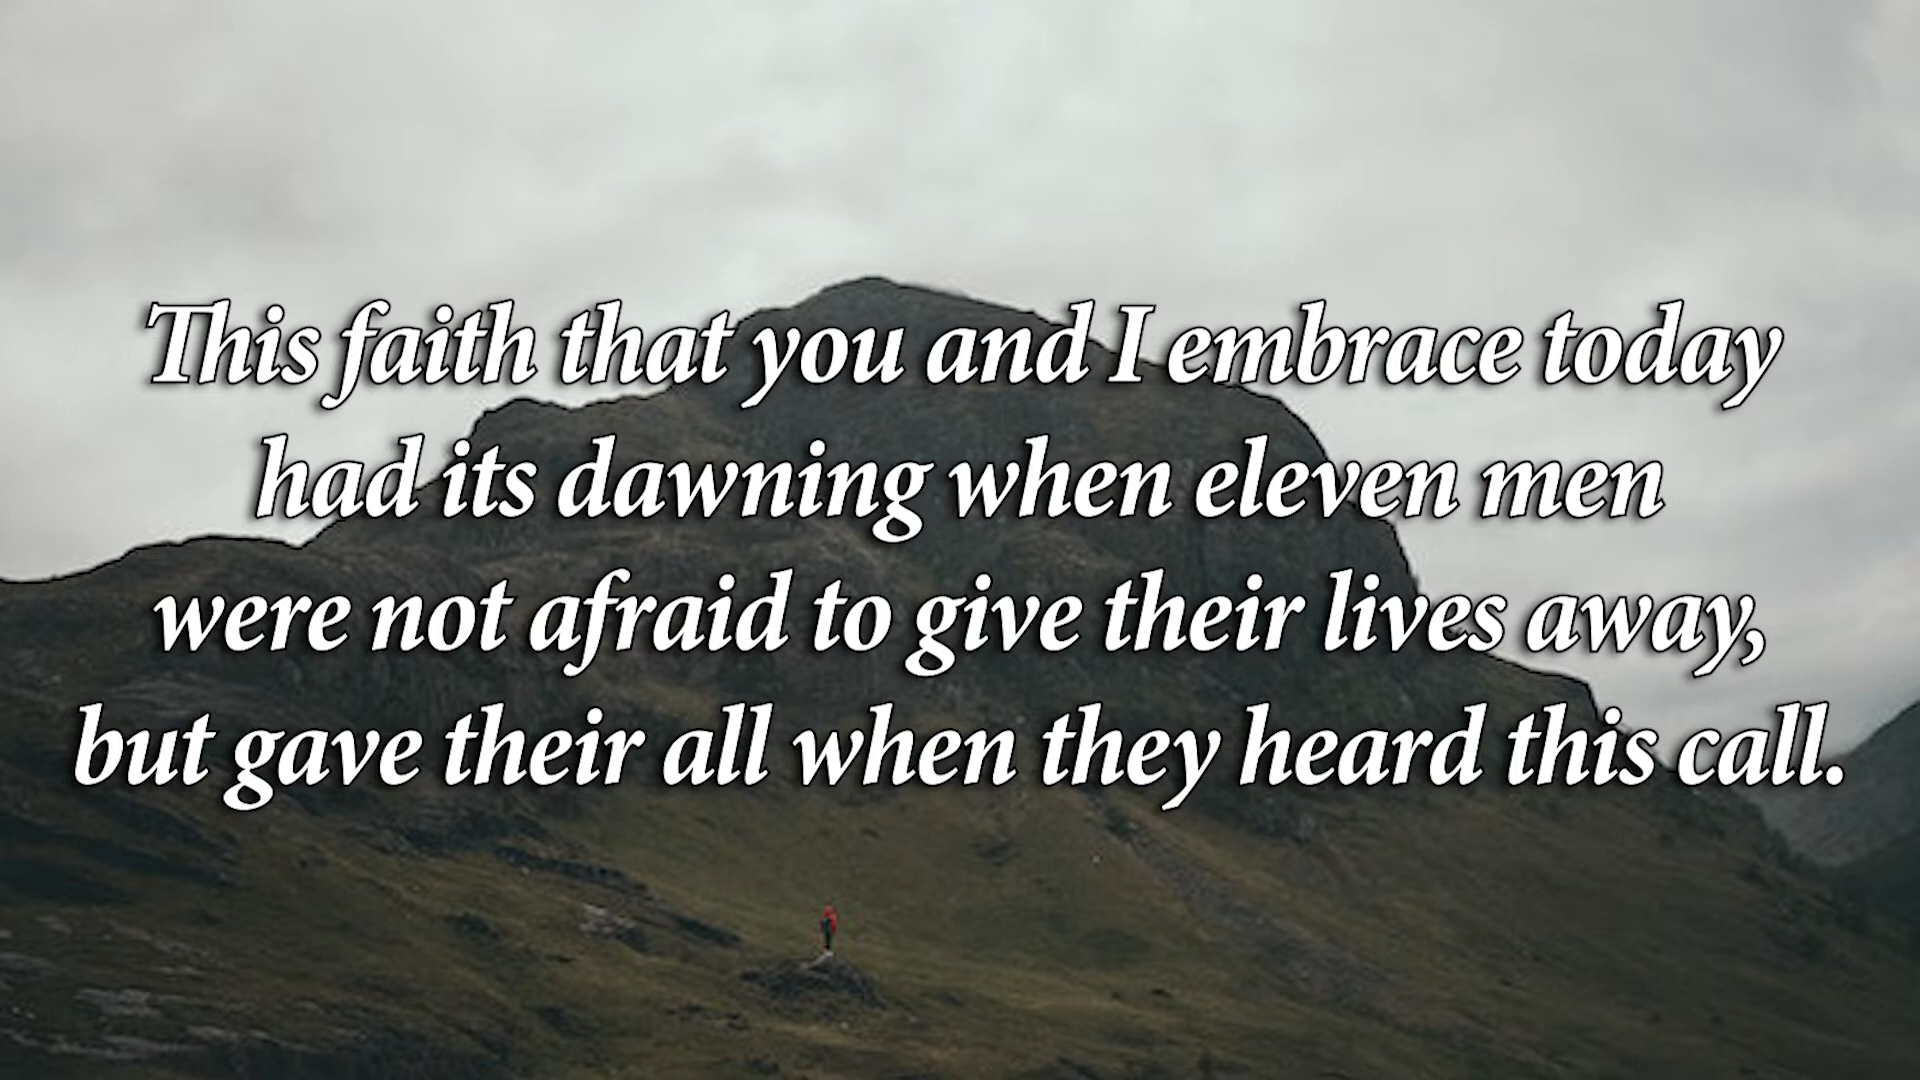 This faith that you and I embrace today
had its dawning when eleven men
were not afraid to give their lives away,
but gave their all when they heard this call.